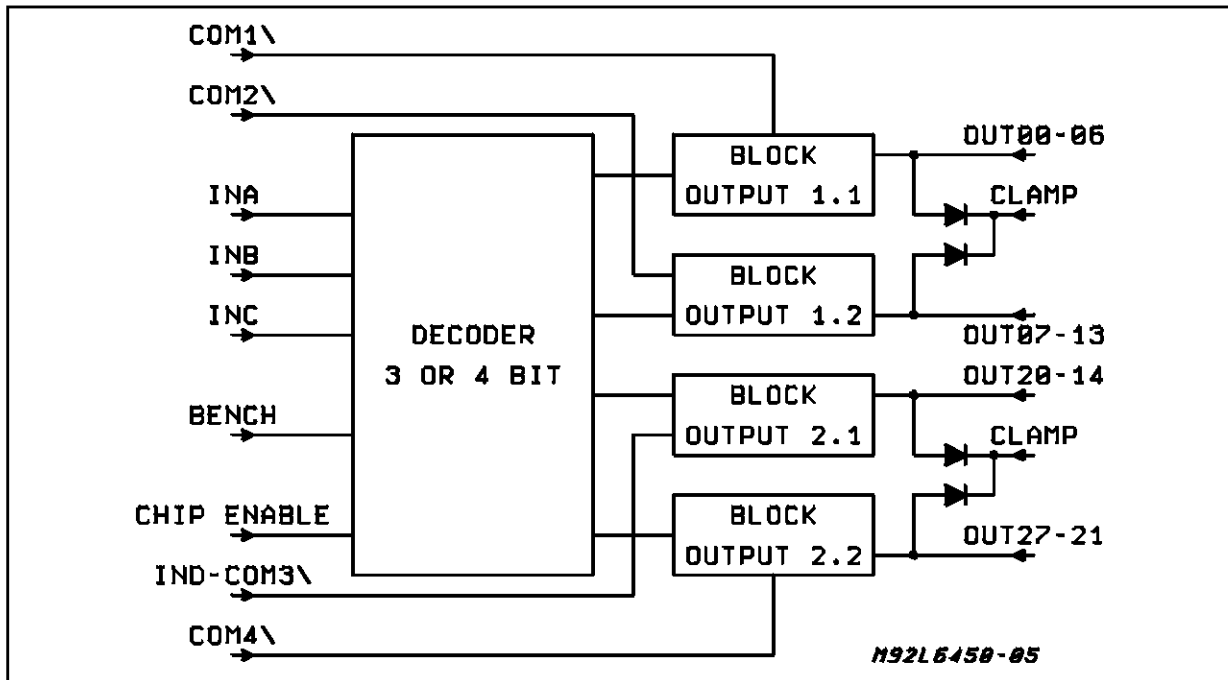 COM1\
COM2\
INA
INB
INC
BENCH
CHIP ENABLE
IND-COM3\
COM4\
DECODER
3 OR 4 BIT
BLOCK
OUTPUT 1.1
BLOCK
OUTPUT 1.2
BLOCK
OUTPUT 2.1
BLOCK
OUTPUT 2.2
OUT00-06
CLAMP
OUT07-13
OUT20-14
CLAMP
OUT27-21
M92L6450-05